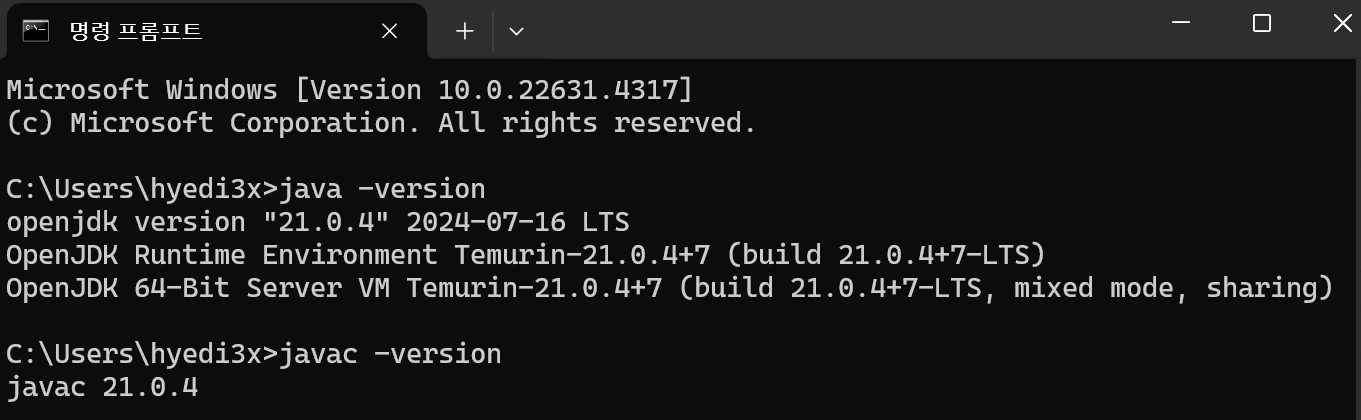 명령 프롬프트
Microsoft Windows [Version 10.0.22631.4317]
(c) Microsoft Corporation. All rights reserved.
C:\Users\hyedi3x>java -version
openjdk version "21.0.4" 2024-07-16 LTS
OpenJDK Runtime Environment Temurin-21.0.4+7 (build 21.0.4+7-LTS)
OpenJDK 64-Bit Server VM Temurin-21.0.4+7 (build 21.0.4+7-LTS, mixed mode, sharing)
C:\Users\hyedi3x>javac -version
javac 21.0.4